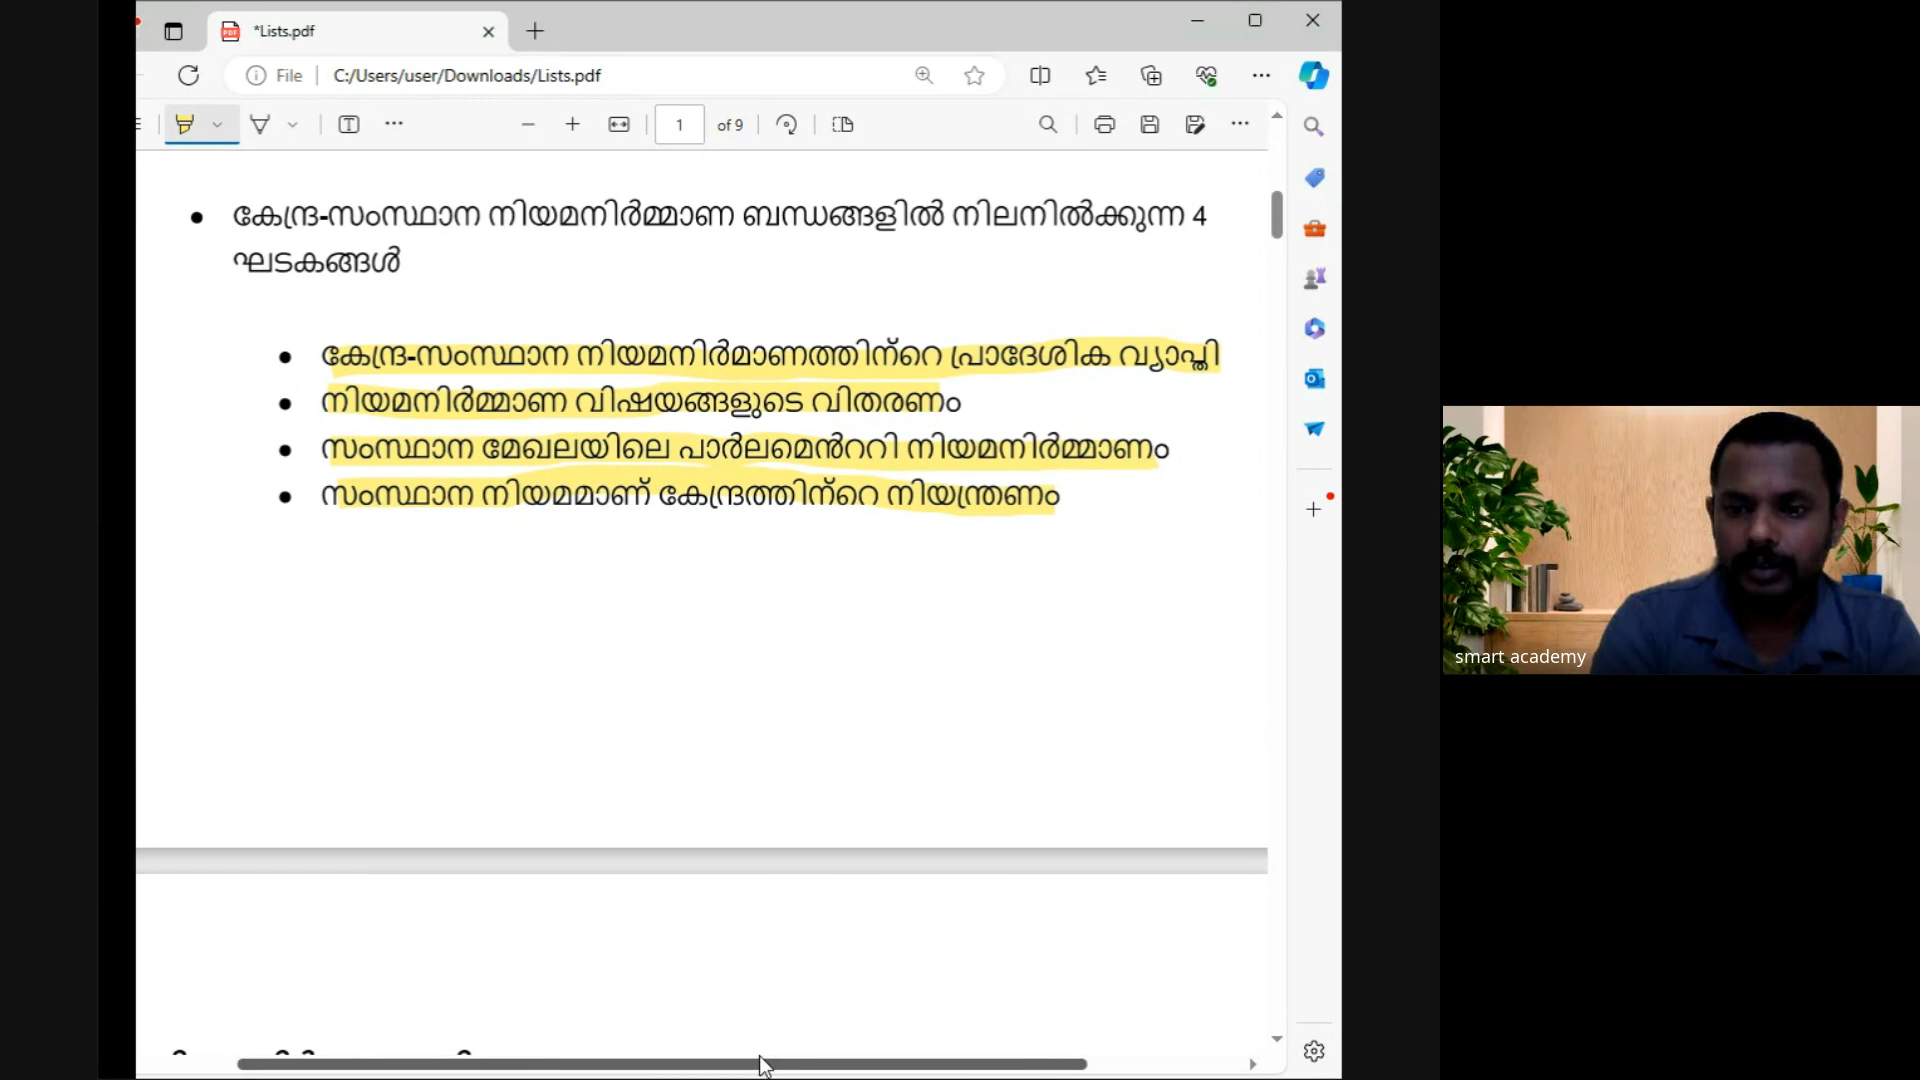 *Lists.pdf
File
C:/Users/user/Downloads/Lists.pdf
1 of 9
കേന്ദ്ര-സംസ്ഥാന നിയമനിർമ്മാണ ബന്ധങ്ങളിൽ നിലനിൽക്കുന്ന 4
ഘടകങ്ങൾ
കേന്ദ്ര-സംസ്ഥാന നിയമനിർമാണത്തിന്റെ പ്രാദേശിക വ്യാപ്തി
നിയമനിർമ്മാണ വിഷയങ്ങളുടെ വിതരണം
സംസ്ഥാന മേഖലയിലെ പാർലമെൻററി നിയമനിർമ്മാണം
സംസ്ഥാന നിയമമാണ് കേന്ദ്രത്തിന്റെ നിയന്ത്രണം
smart academy